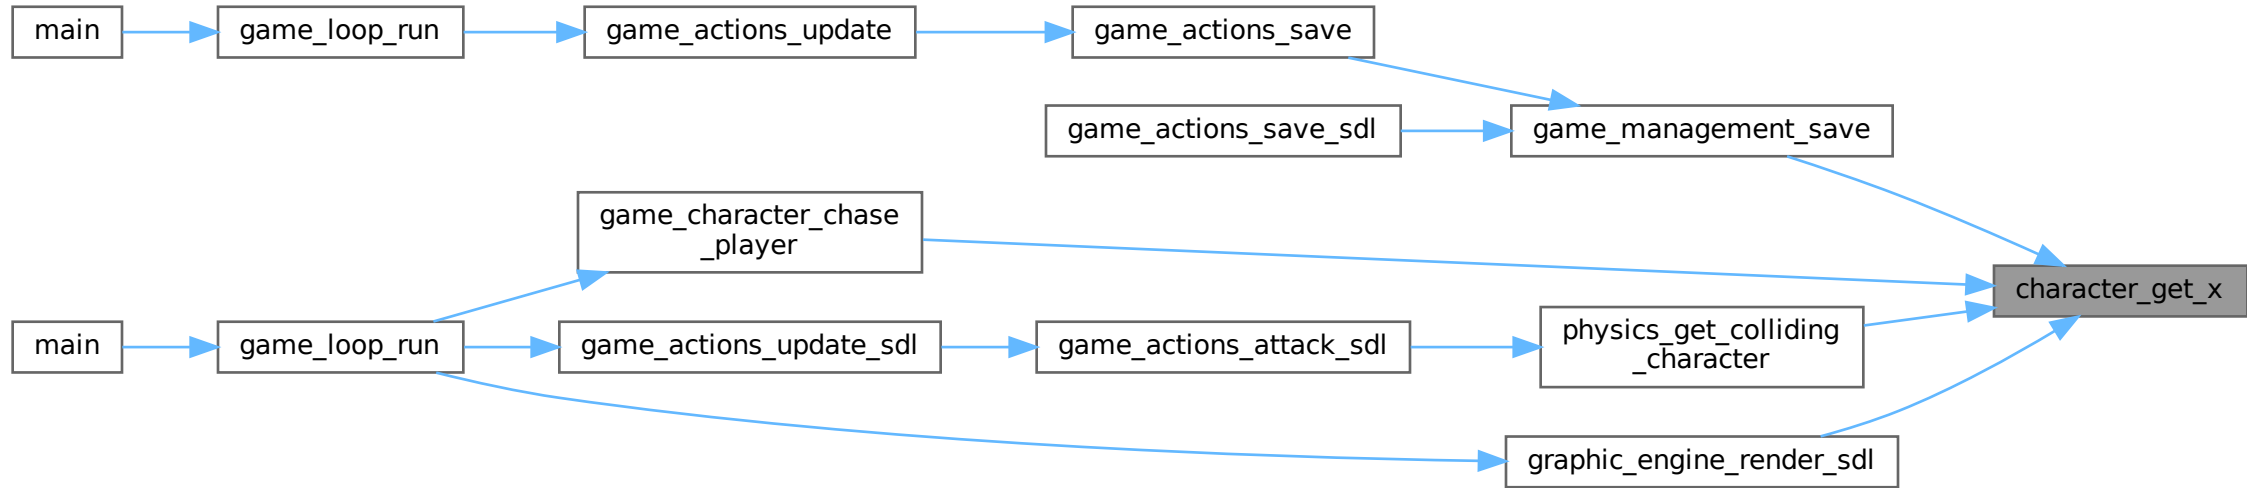 main
game_loop_run
game_actions_update
game_actions_save
game_actions_save_sdl
game_management_save
game_character_chase
_player
character_get_x
main
game_loop_run
game_actions_update_sdl
game_actions_attack_sdl
physics_get_colliding
_character
graphic_engine_render_sdl